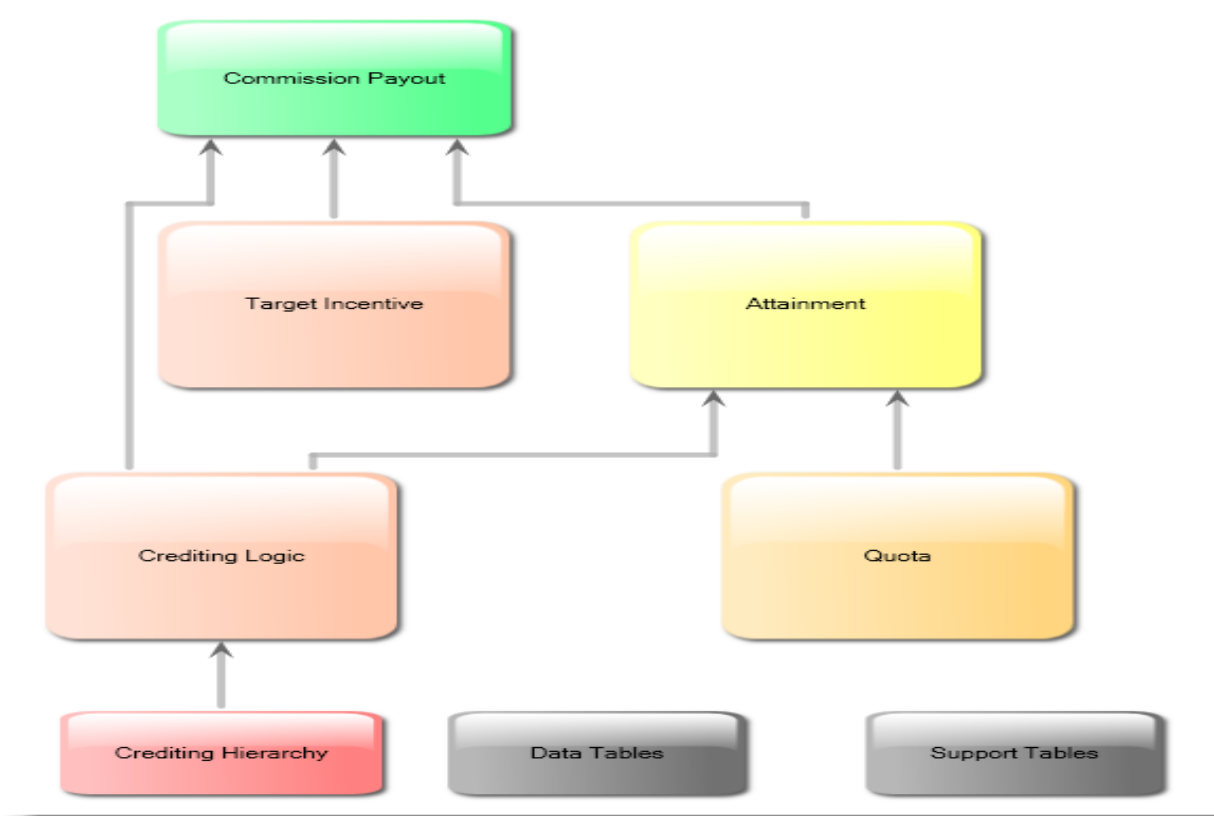 Commission Payout
Target Incentive
Attainment
Crediting Logic
Quota
Crediting Hierarchy
Data Tables
Support Tables